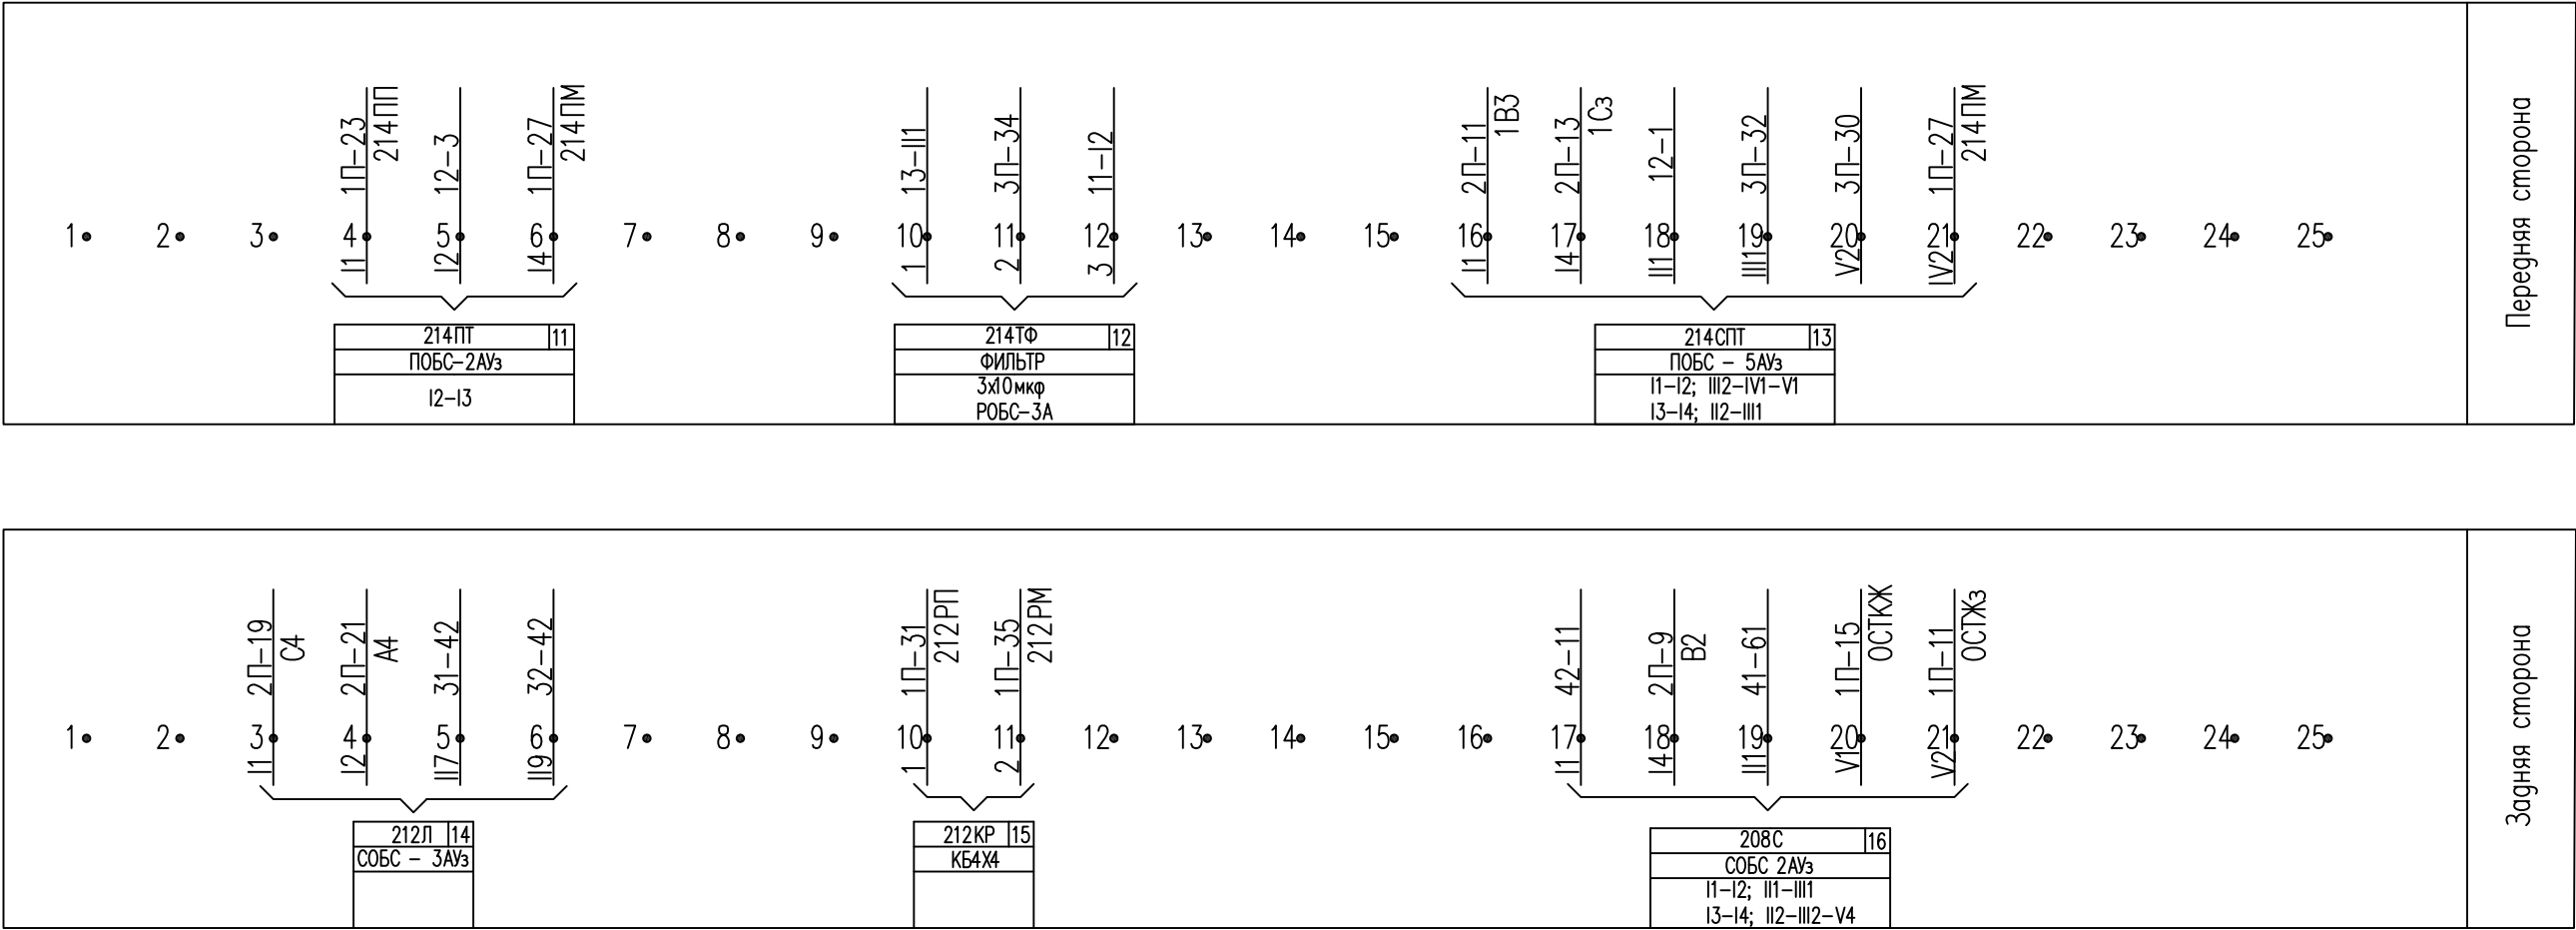 1П-23
214ПП
12-3
1П-27
214ПМ
13-II1
3П-34
11-I2
2П-11
1В3
2П-13
1Сз
12-1
3П-32
3П-30
1П-27
214ПМ
1 2 3 4 5 6 7 8 9 10 11 12 13 14 15 16 17 18 19 20 21 22 23 24 25
I1 I2 I4 1 2 3 I1 I4 II1 III1 V2 IV2
214ПТ 11
ПОБС-2АУз
I2-I3
214ТФ 12
ФИЛЬТР
3х10мкф
РОБС-3А
214СПТ 13
ПОБС - 5АУз
I1-I2; III2-IV1-V1
I3-I4; II2-III1
Передняя сторона
2П-19
С4
2П-21
А4
31-42
32-42
1П-31
212РП
1П-35
212РМ
42-11
2П-9
В2
41-61
1П-15
ОСТКЖ
1П-11
ОСТЖз
1 2 3 4 5 6 7 8 9 10 11 12 13 14 15 16 17 18 19 20 21 22 23 24 25
I1 I2 II7 II9 1 2 I1 I4 II1 V1 V2
212Л 14
СОБС - 3АУз
212КР 15
КБ4Х4
208С 16
СОБС 2АУз
I1-I2; II1-III1
I3-I4; II2-III2-V4
Задняя сторона